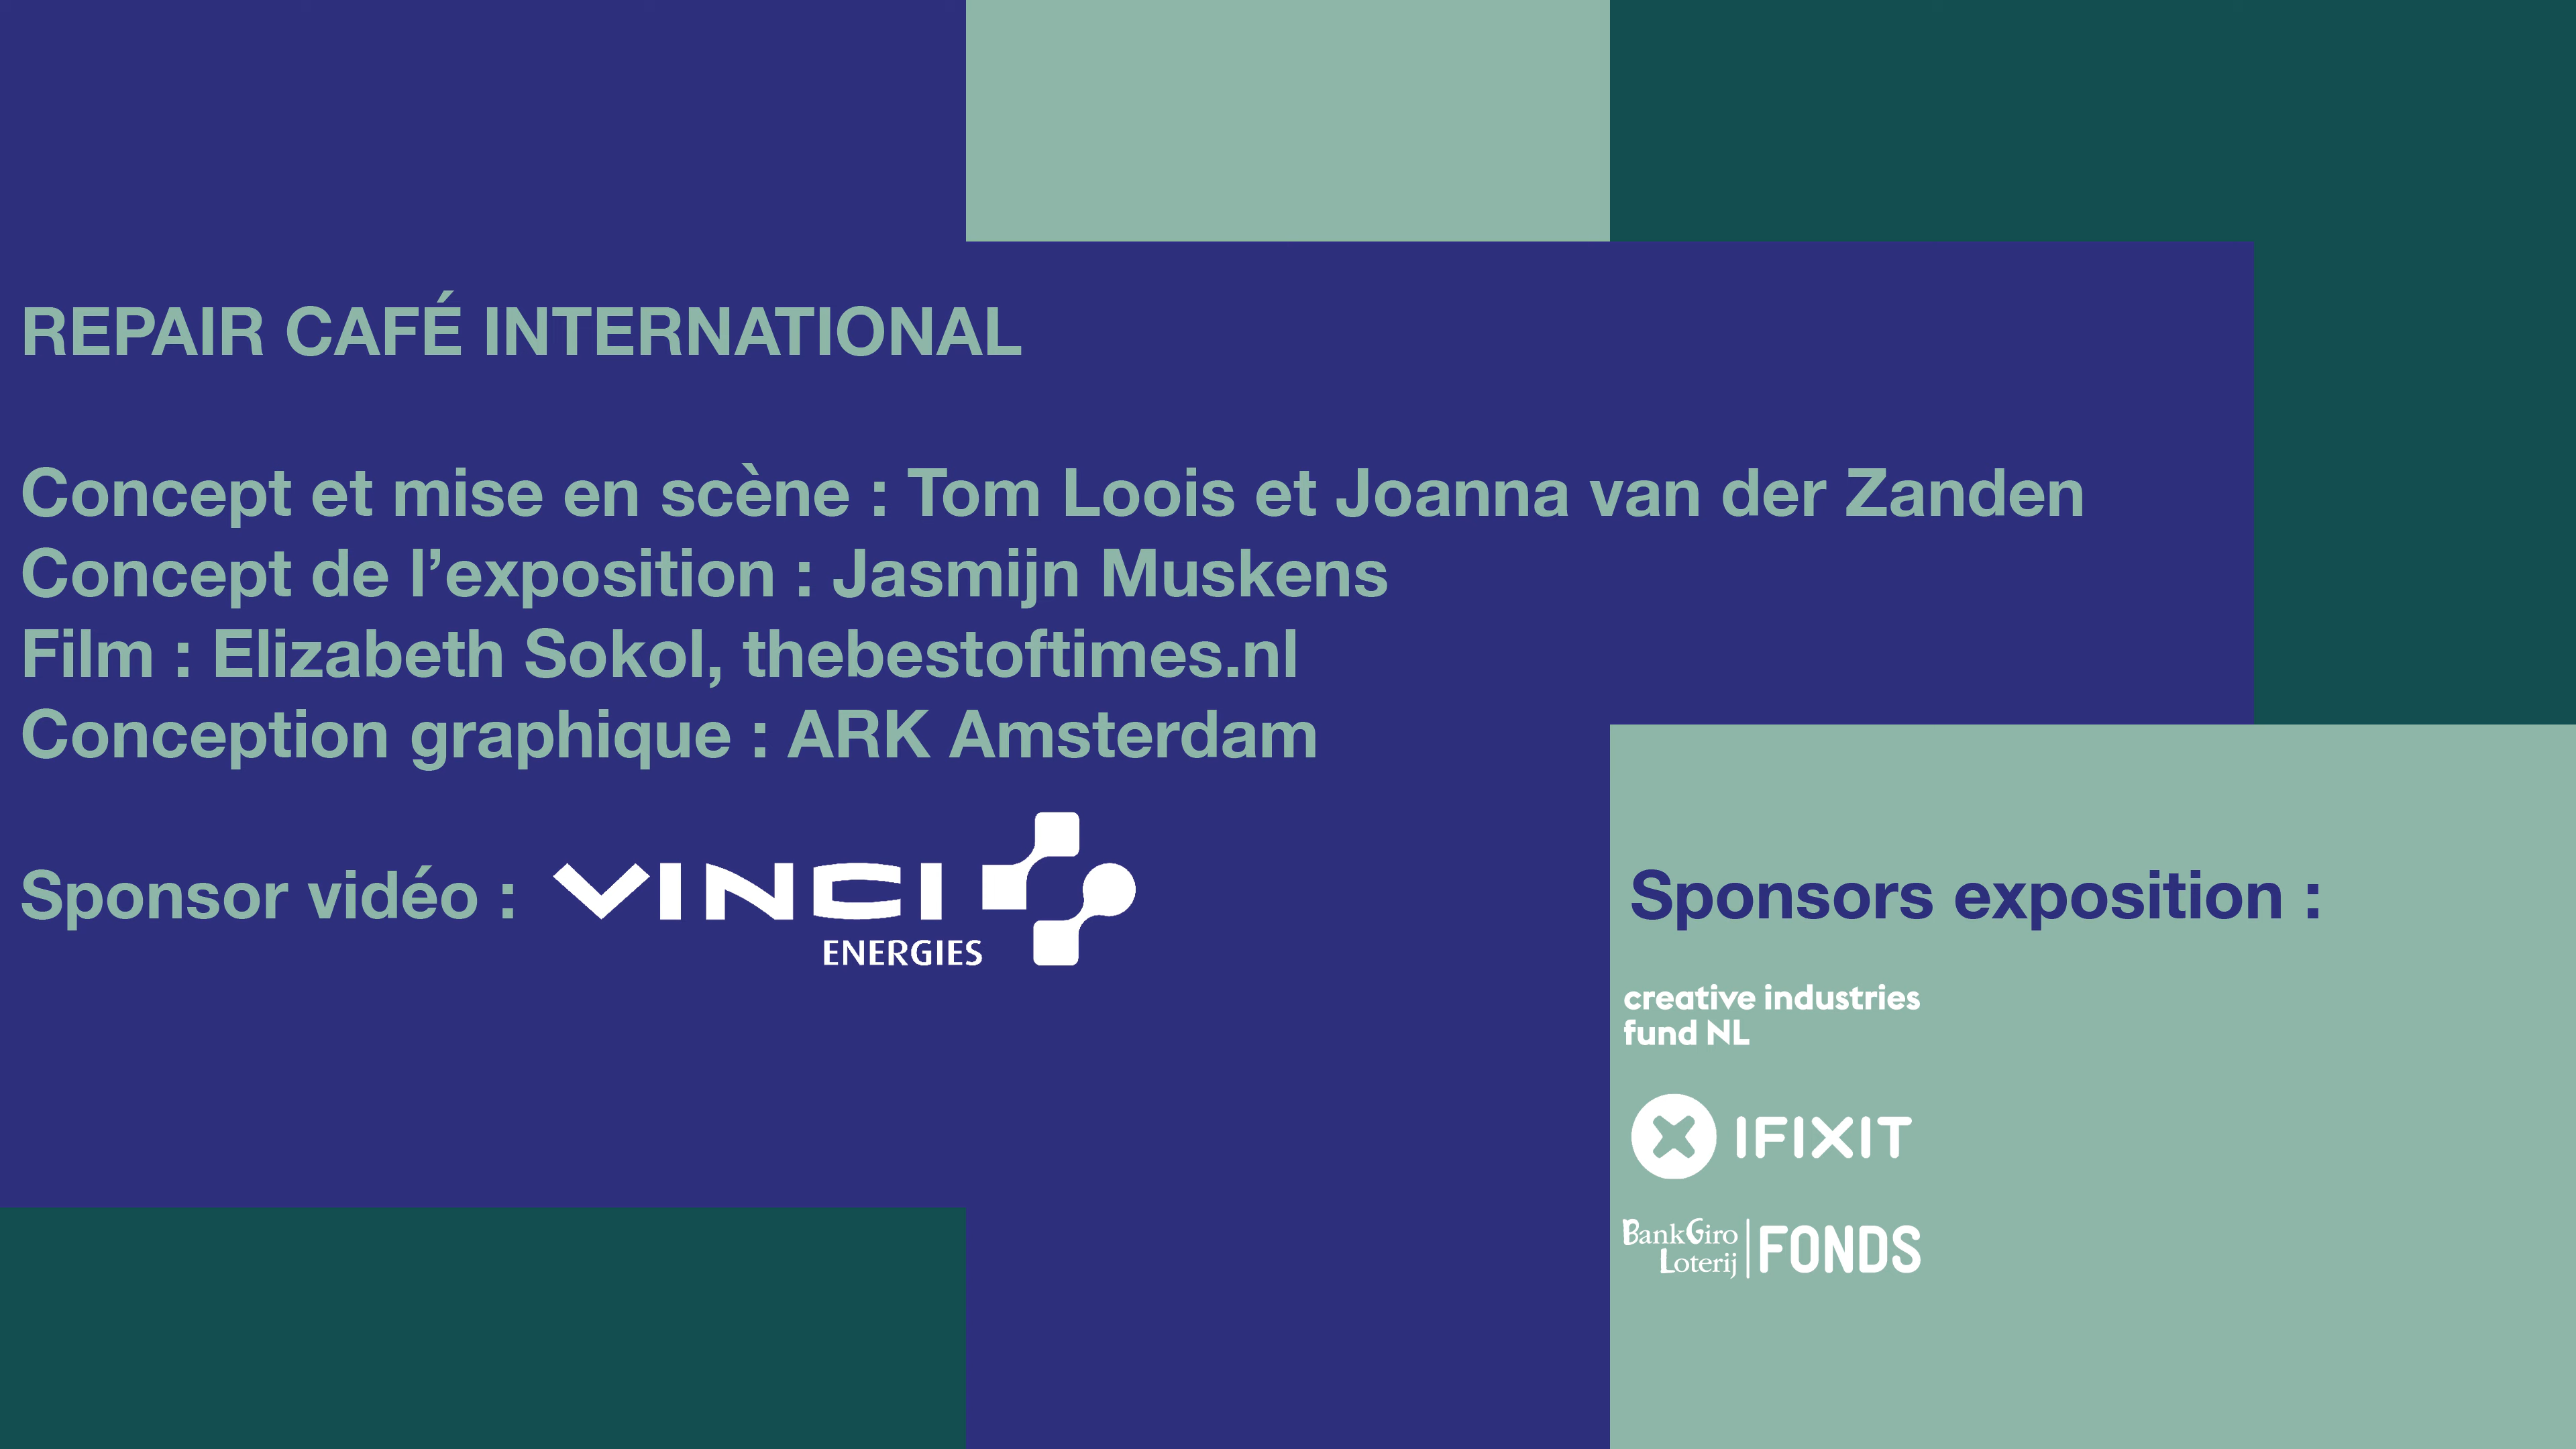 REPAIR CAFÉ INTERNATIONAL
Concept et mise en scène : Tom Loois et Joanna van der Zanden
Concept de l’exposition : Jasmijn Muskens
Film : Elizabeth Sokol, thebestoftimes.nl
Conception graphique : ARK Amsterdam
Sponsor vidéo :
VINCI
ENERGIES
Sponsors exposition :
creative industries
fund NL
IFIXIT
BankGiro
Loterij
FONDS